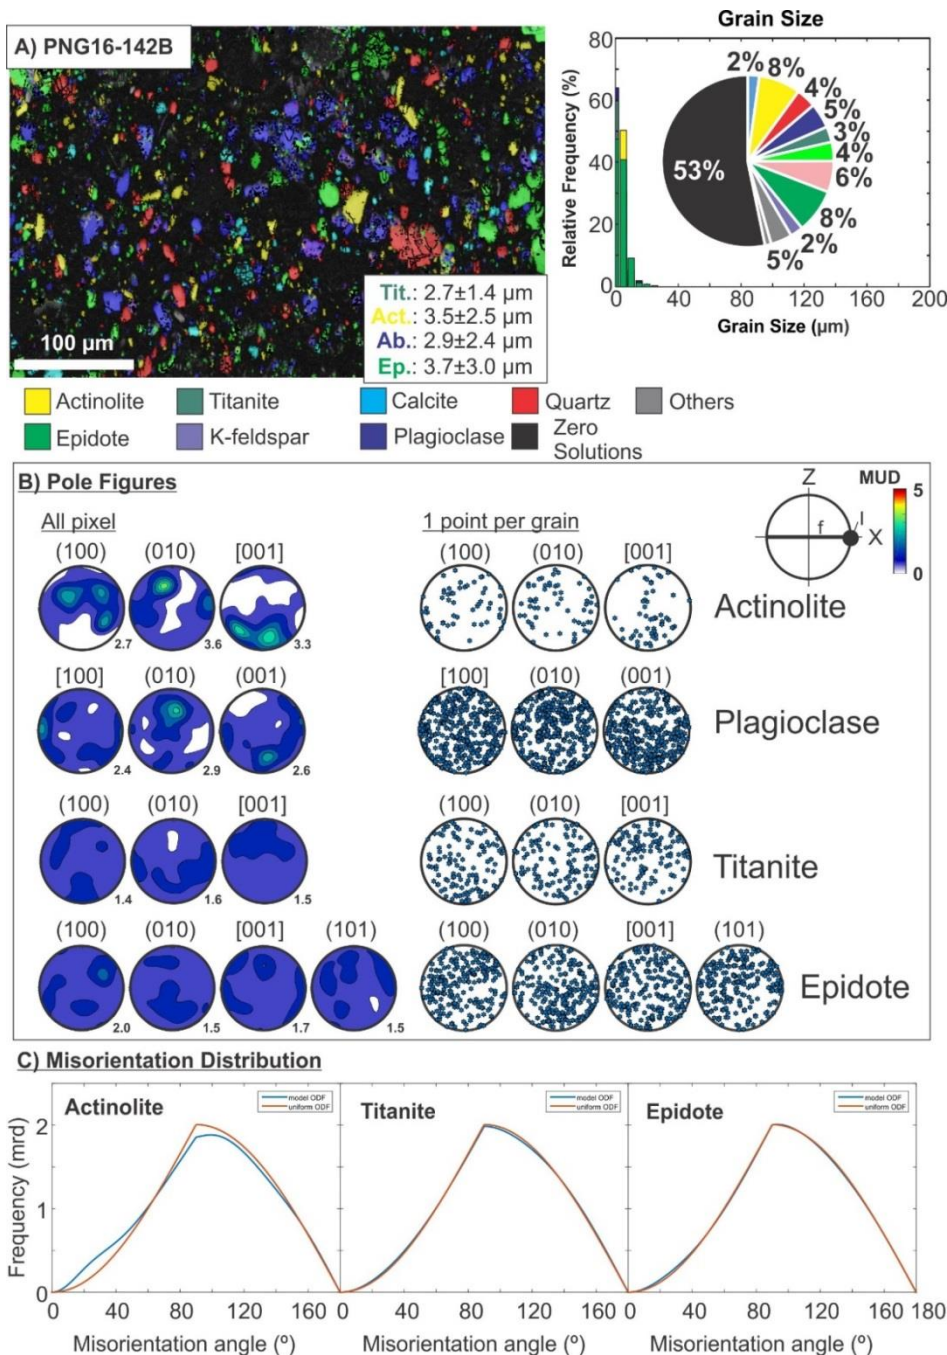 A) PNG16-142B
Tit.: 2.7±1.4 µm
Act.: 3.5±2.5 µm
Ab.: 2.9±2.4 µm
Ep.: 3.7±3.0 µm
100 µm
Grain Size
Relative Frequency (%)
80
60
40
20
0
0 40 80 120 160 200
Grain Size (µm)
2%
8%
4%
5%
3%
4%
6%
8%
2%
5%
53%
Actinolite Titanite Calcite Quartz Others
Epidote K-feldspar Plagioclase Zero
Solutions
B) Pole Figures
All pixel 1 point per grain
Z
f
l
X
MUD
5
0
(100) (010) [001] (100) (010) [001]
Actinolite
2.7 3.6 3.3
[100] (010) (001) [100] (010) (001)
Plagioclase
2.4 2.9 2.6
(100) (010) [001] (100) (010) [001]
Titanite
1.4 1.6 1.5
(100) (010) [001] (101) (100) (010) [001] (101)
Epidote
2.0 1.5 1.7 1.5
C) Misorientation Distribution
Frequency (mrd)
2
1
0
Actinolite
model ODF
uniform ODF
Titanite
model ODF
uniform ODF
Epidote
model ODF
uniform ODF
0 40 80 120 160 0 40 80 120 160 0 40 80 120 160 180
Misorientation angle (º) Misorientation angle (º) Misorientation angle (º)